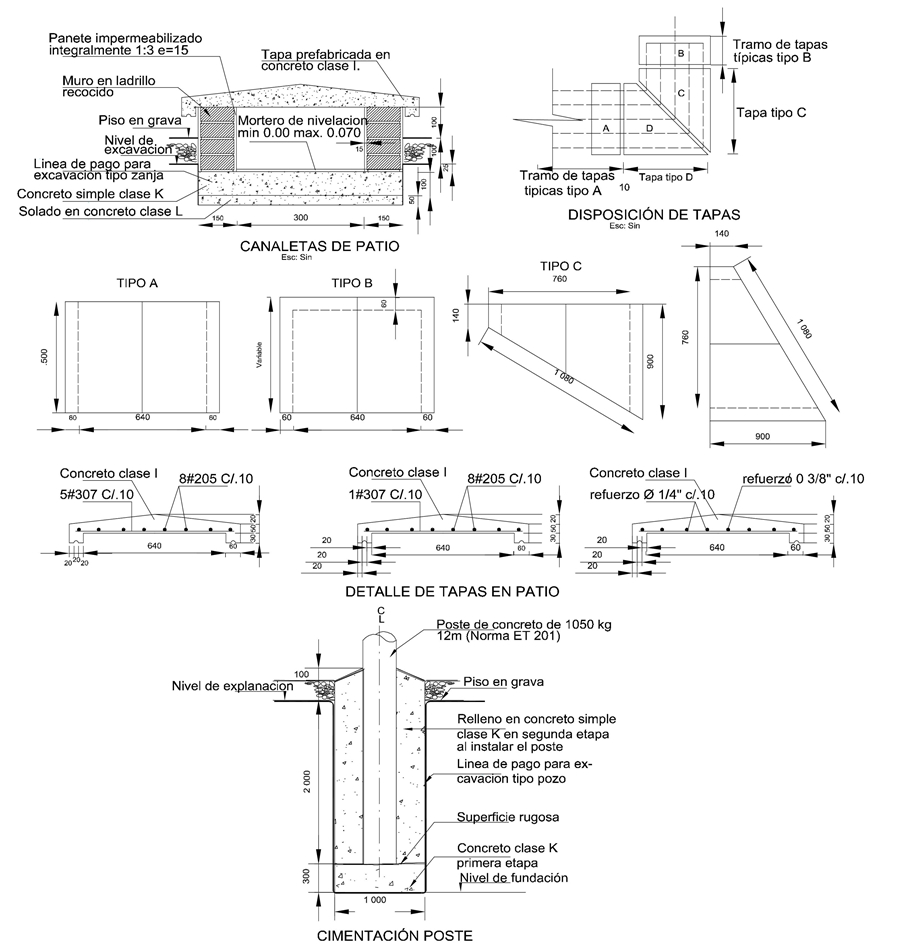 Panete impermeabilizado
integralmente 1:3 e=15
Tapa prefabricada en
concreto clase I.
Muro en ladrillo
recocido
Piso en grava
Mortero de nivelacion
min 0.00 max. 0.070
Nivel de
excavacion
Linea de pago para
excavación tipo zanja
Concreto simple clase K
Solado en concreto clase L
15
100
100
25
100
50
150
300
150
CANALETAS DE PATIO
Esc: Sin
B
C
A
D
Tramo de tapas
típicas tipo B
Tapa tipo C
Tramo de tapas
tipicas tipo A
10
Tapa tipo D
DISPOSICIÓN DE TAPAS
Esc: Sin
TIPO A
.500
60
640
60
TIPO B
60
Variable
60
640
60
TIPO C
760
140
1 080
900
140
760
1 080
900
Concreto clase I
8#205 C/.10
5#307 C/.10
20
50
30
640
60
20
20
20
Concreto clase I
8#205 C/.10
1#307 C/.10
20
50
30
20
640
60
20
20
Concreto clase I
refuerzó 0 3/8" c/.10
refuerzo Ø 1/4" c/.10
20
50
30
20
640
60
20
20
DETALLE DE TAPAS EN PATIO
C
L
Poste de concreto de 1050 kg
12m (Norma ET 201)
100
Nivel de explanacion
Piso en grava
Relleno en concreto simple
clase K en segunda etapa
al instalar el poste
2 000
Linea de pago para ex-
cavacion tipo pozo
Superficie rugosa
Concreto clase K
primera etapa
300
Nivel de fundación
1 000
CIMENTACIÓN POSTE